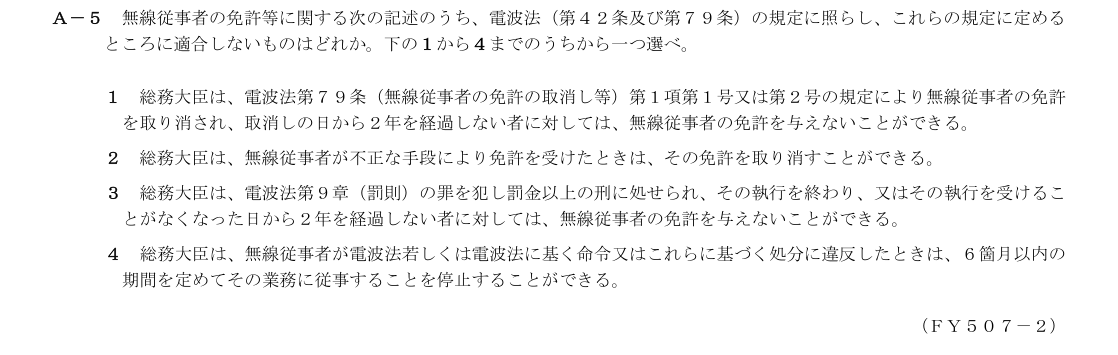 Ａ－５　無線従事者の免許等に関する次の記述のうち、電波法（第４２条及び第７９条）の規定に照らし、これらの規定に定める
ところに適合しないものはどれか。下の１から４までのうちから一つ選べ。
１　総務大臣は、電波法第７９条（無線従事者の免許の取消し等）第１項第１号又は第２号の規定により無線従事者の免許
を取り消され、取消しの日から２年を経過しない者に対しては、無線従事者の免許を与えないことができる。
２　総務大臣は、無線従事者が不正な手段により免許を受けたときは、その免許を取り消すことができる。
３　総務大臣は、電波法第９章（罰則）の罪を犯し罰金以上の刑に処せられ、その執行を終わり、又はその執行を受けるこ
とがなくなった日から２年を経過しない者に対しては、無線従事者の免許を与えないことができる。
４　総務大臣は、無線従事者が電波法若しくは電波法に基く命令又はこれらに基づく処分に違反したときは、６箇月以内の
期間を定めてその業務に従事することを停止することができる。
（ＦＹ５０７－２）